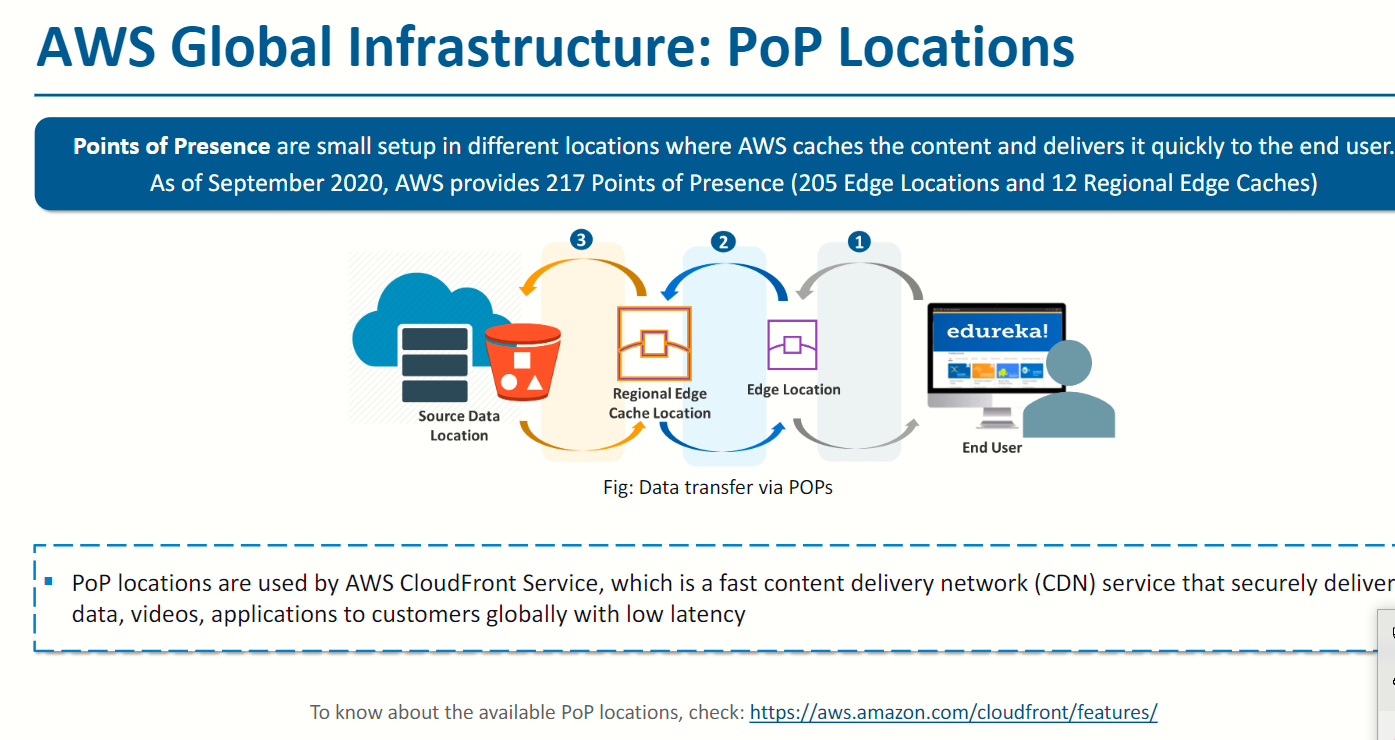 AWS Global Infrastructure: PoP Locations
Points of Presence are small setup in different locations where AWS caches the content and delivers it quickly to the end user.
As of September 2020, AWS provides 217 Points of Presence (205 Edge Locations and 12 Regional Edge Caches)
3
2
1
edureka!
Source Data
Location
Regional Edge
Cache Location
Edge Location
End User
Fig: Data transfer via POPs
PoP locations are used by AWS CloudFront Service, which is a fast content delivery network (CDN) service that securely deliver
data, videos, applications to customers globally with low latency
To know about the available PoP locations, check: https://aws.amazon.com/cloudfront/features/